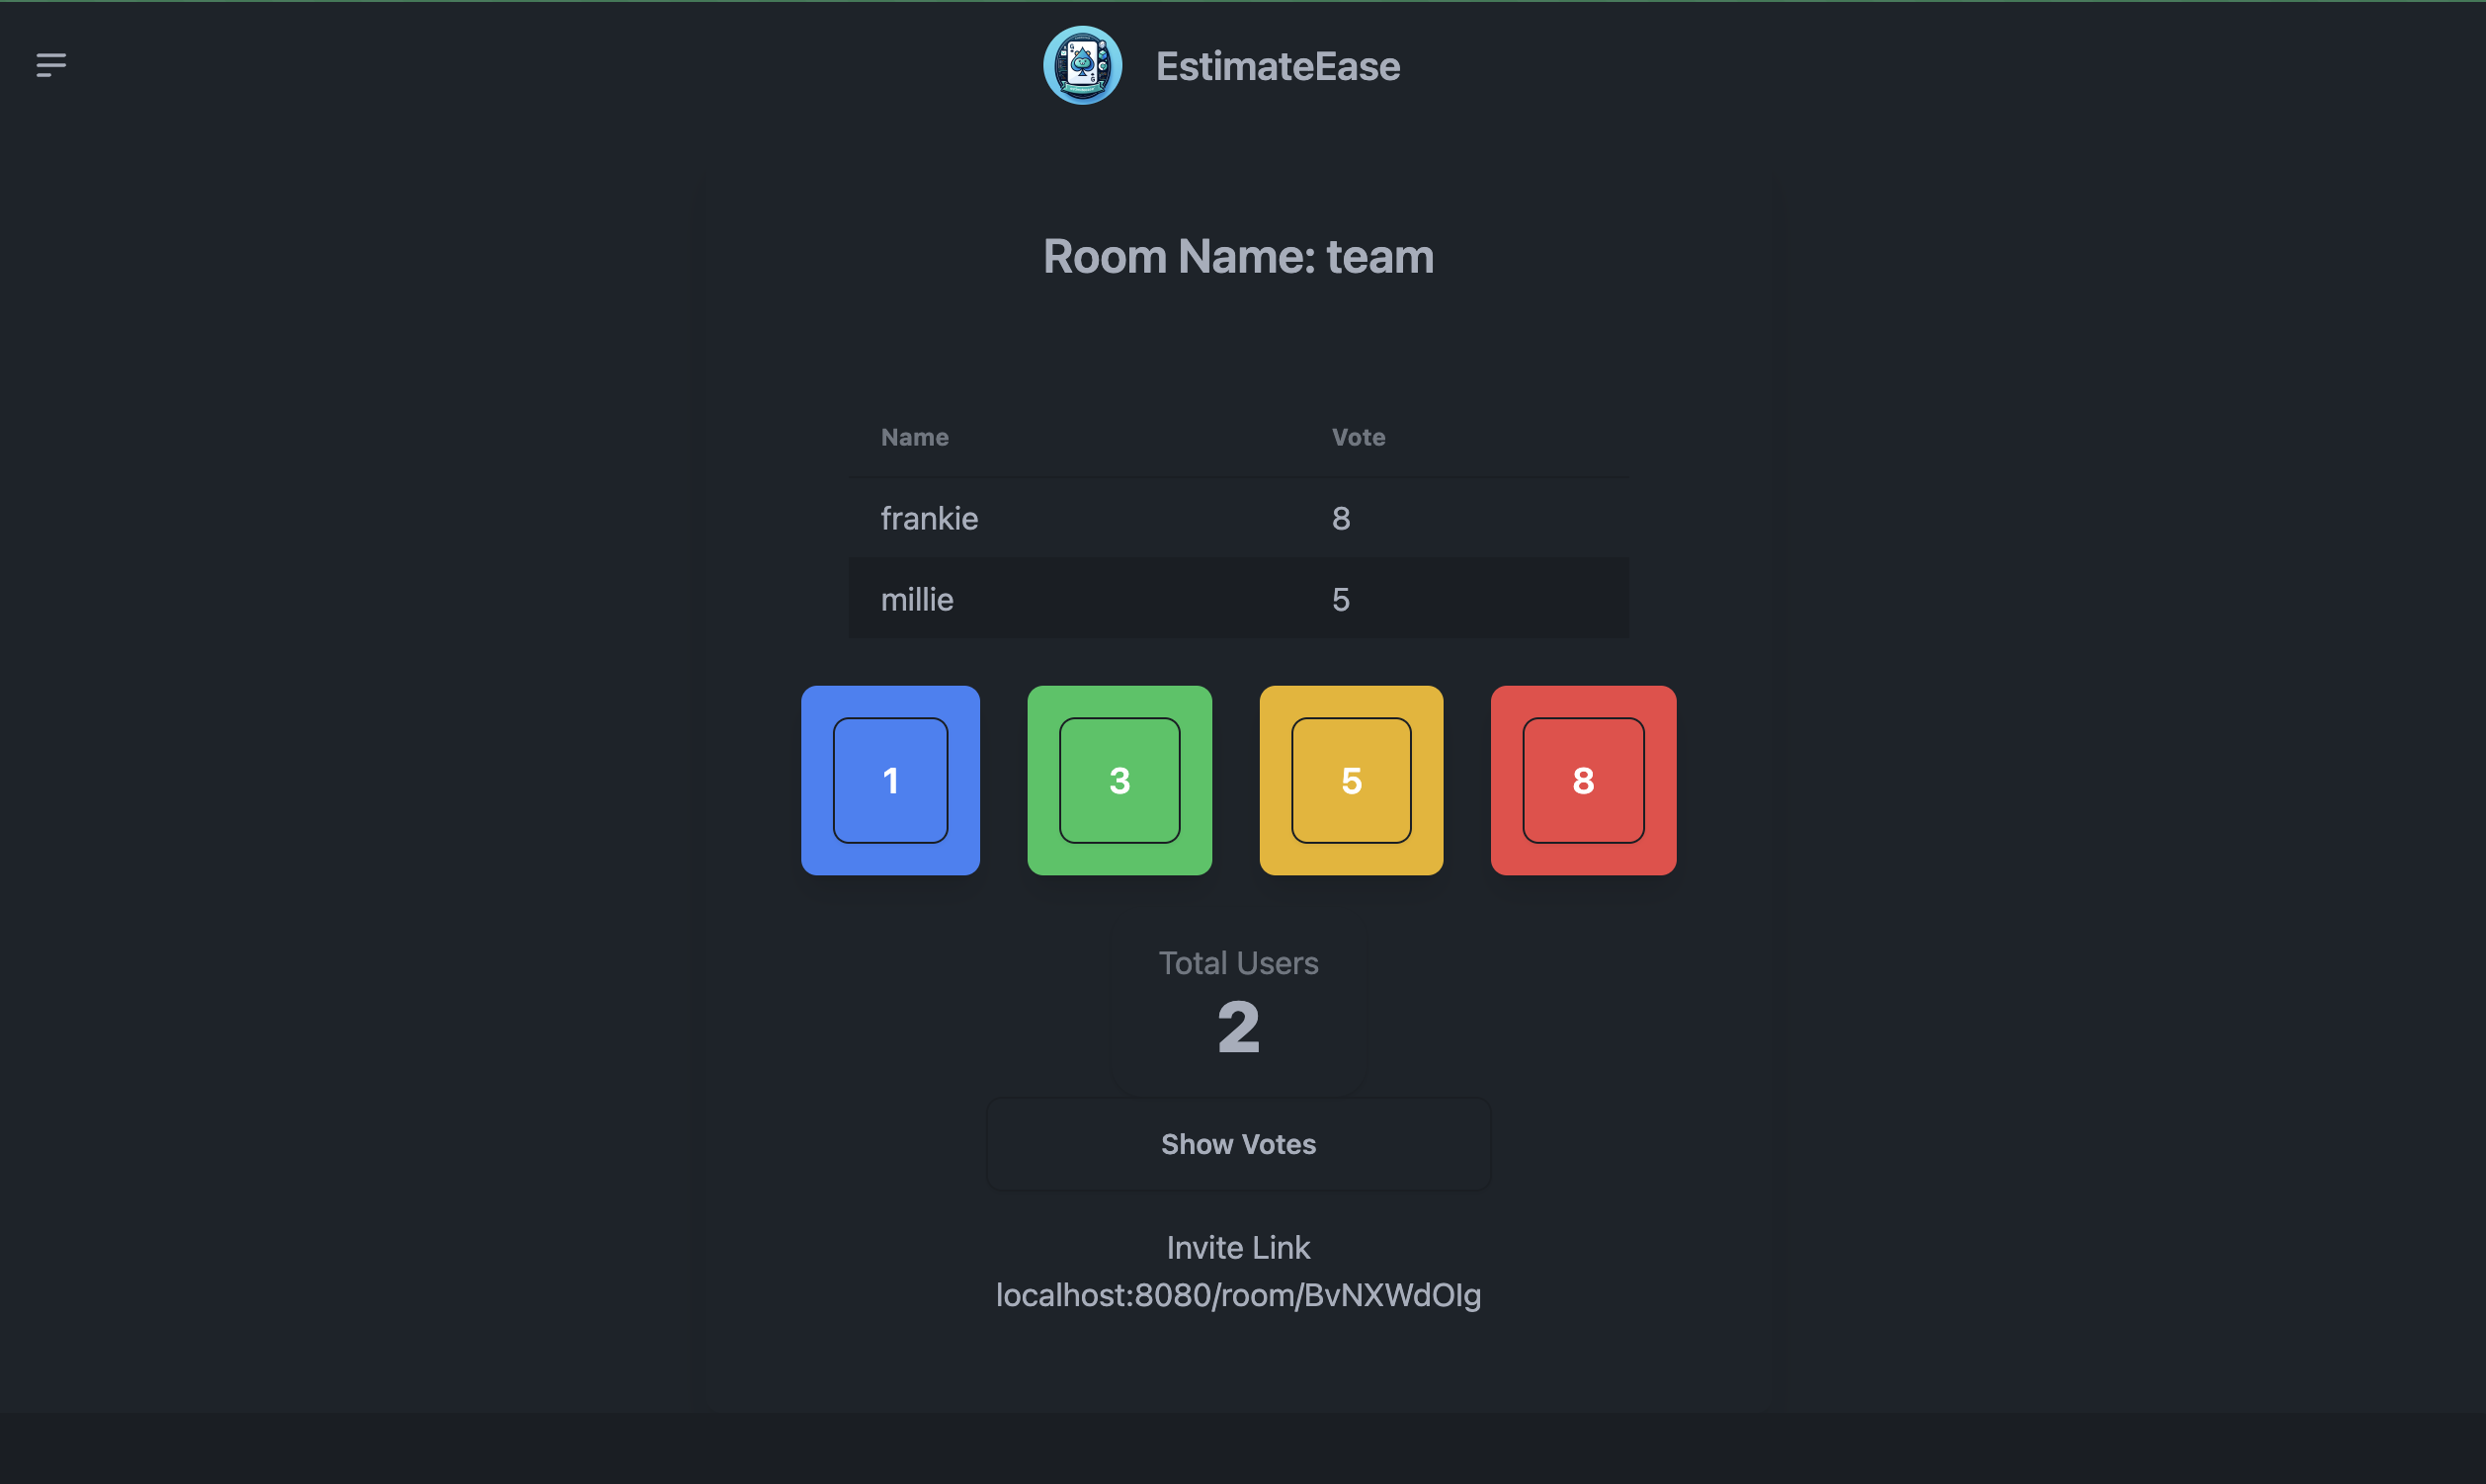 EstimateEase
Room Name: team
Name Vote
frankie 8
millie 5
1 3 5 8
Total Users
2
Show Votes
Invite Link
localhost:8080/room/BvNXWdOIg